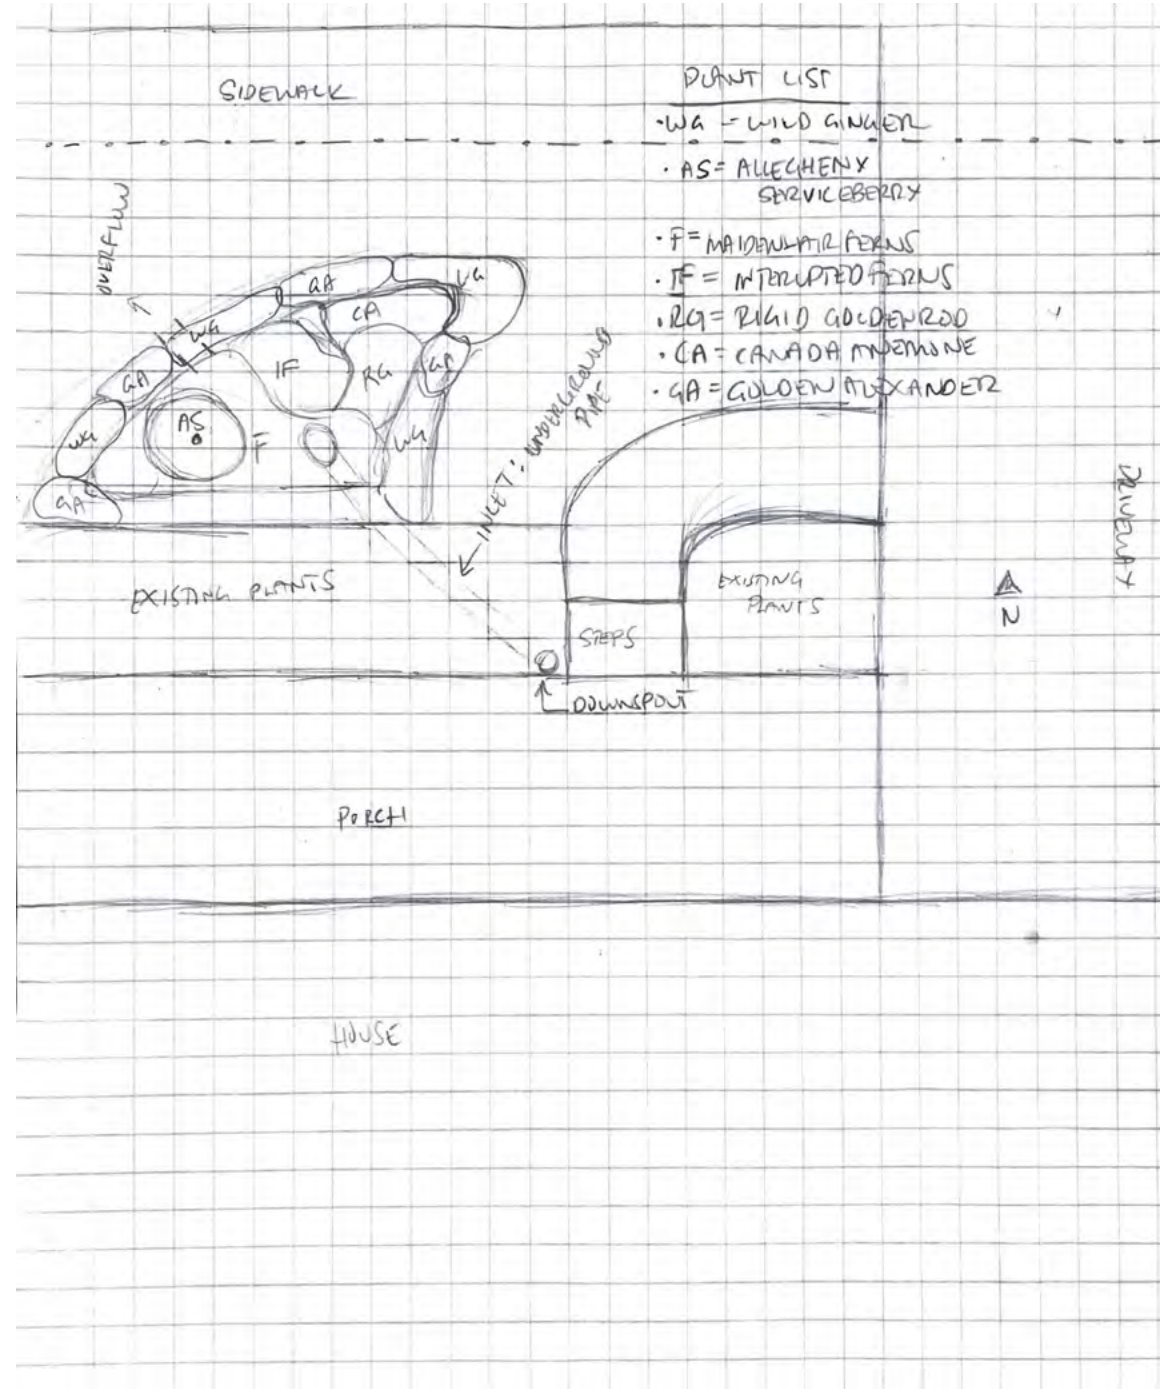 SIDEWALK
PLANT LIST
·WG = WILD GINGER
·AS = ALLEGHENY
SERVICEBERRY
·F = MAIDENHAIR FERNS
·IF = INTERUPTED FERNS
·RG = RIGID GOLDENROD
·CA = CANADA ANEMONE
·GA = GOLDEN ALEXANDER
OVERFLOW
GA
WG
WG
CA
GA
IF
RG
GA
AS
F
WG
WG
GA
INLET: UNDERGROUND
PIPE
DRIVEWAY
EXISTING PLANTS
EXISTING
PLANTS
N
STEPS
DOWNSPOUT
PORCH
HOUSE